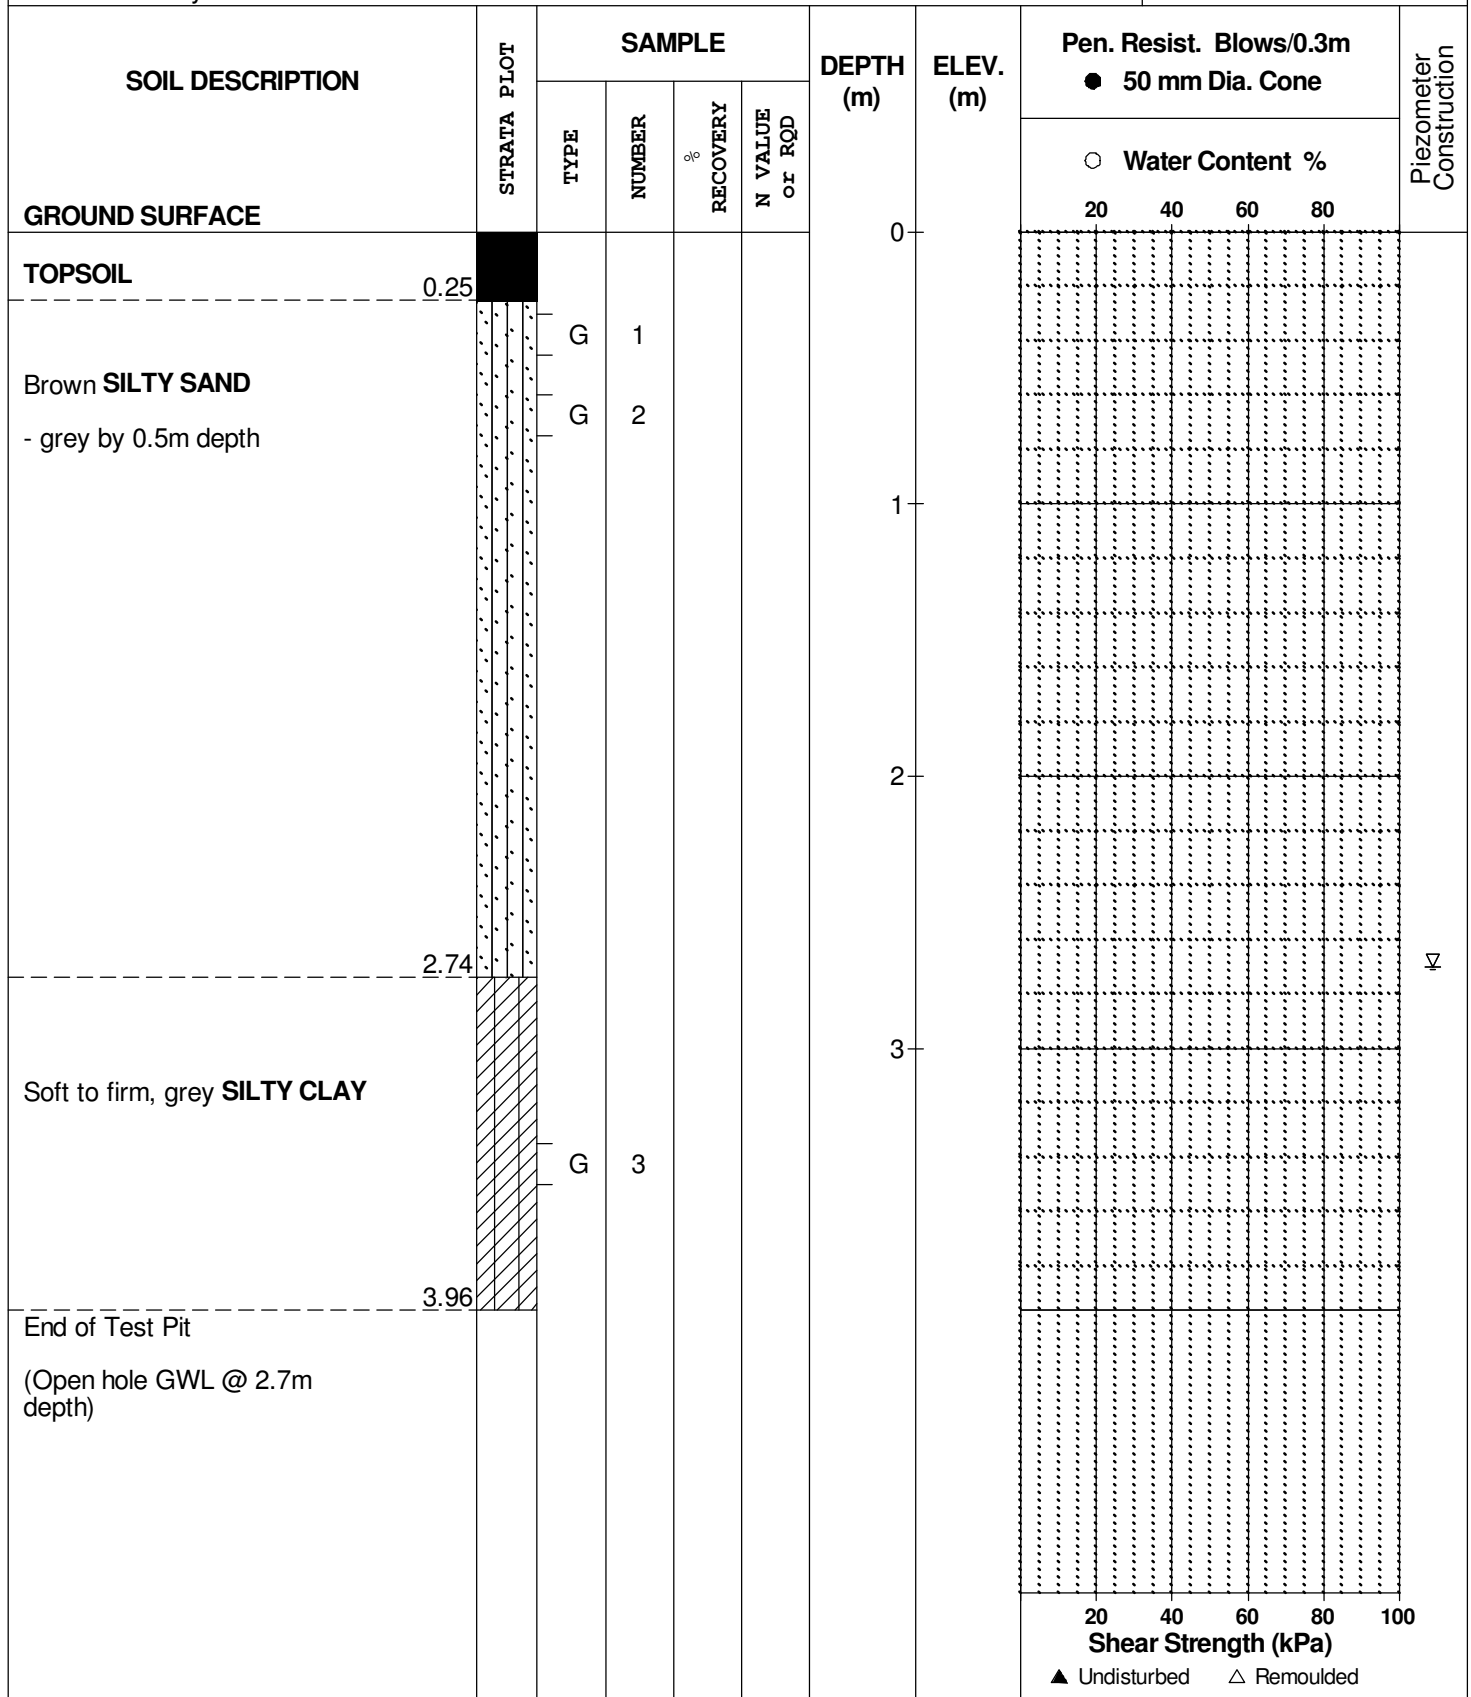 SOIL DESCRIPTION
GROUND SURFACE
STRATA PLOT
SAMPLE
TYPE
NUMBER
%
RECOVERY
N VALUE
or RQD
DEPTH
(m)
ELEV.
(m)
Pen. Resist. Blows/0.3m
● 50 mm Dia. Cone
○ Water Content %
20 40 60 80
Piezometer
Construction
0
TOPSOIL
0.25
G 1
Brown SILTY SAND
G 2
- grey by 0.5m depth
1
2
2.74
3
Soft to firm, grey SILTY CLAY
G 3
3.96
End of Test Pit
(Open hole GWL @ 2.7m
depth)
20 40 60 80 100
Shear Strength (kPa)
▲ Undisturbed △ Remoulded